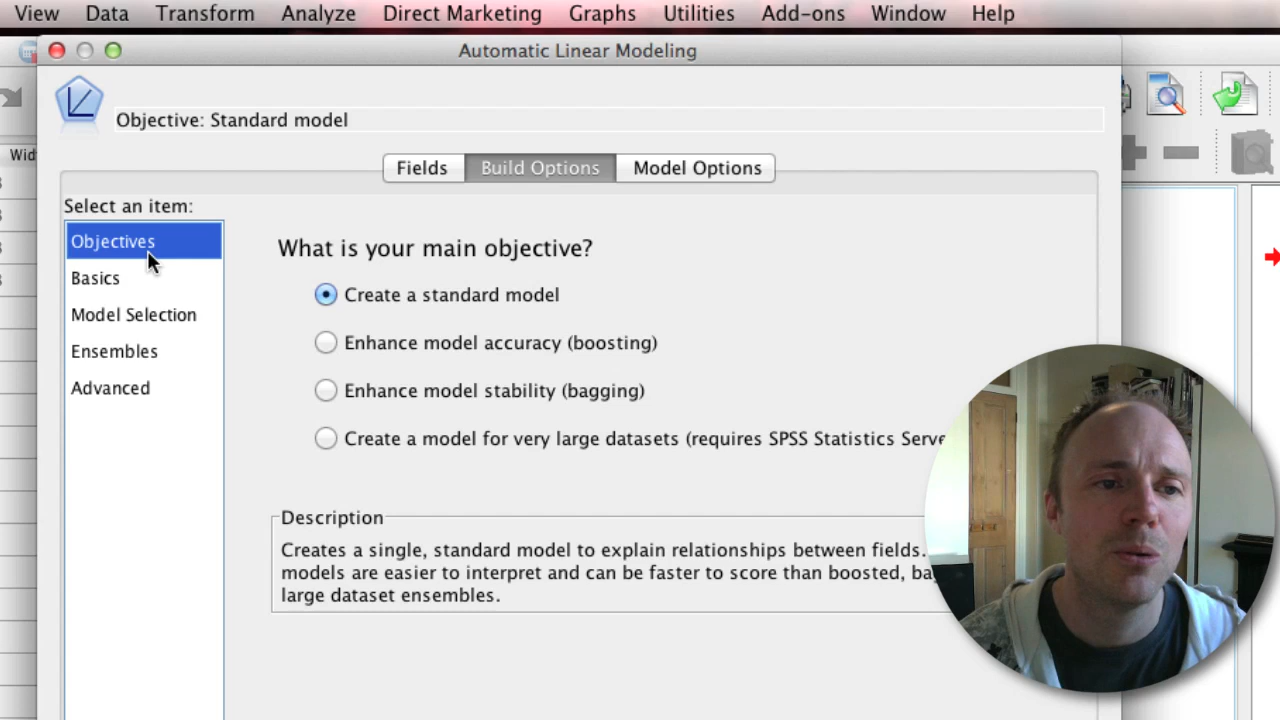 View Data Transform Analyze Direct Marketing Graphs Utilities Add-ons Window Help
Automatic Linear Modeling
Objective: Standard model
Fields Build Options Model Options
Select an item:
Objectives
Basics
Model Selection
Ensembles
Advanced
What is your main objective?
Create a standard model
Enhance model accuracy (boosting)
Enhance model stability (bagging)
Create a model for very large datasets (requires SPSS Statistics
Description
Creates a single, standard model to explain relationships between fields.
models are easier to interpret and can be faster to score than boosted,
large dataset ensembles.